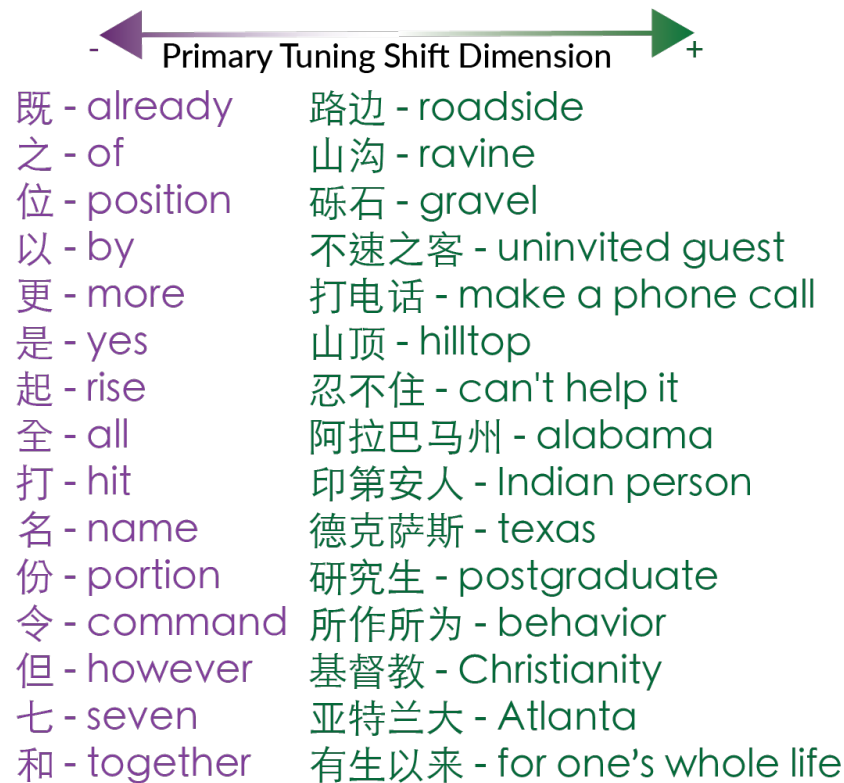 - Primary Tuning Shift Dimension +
既 - already
之 - of
位 - position
以 - by
更 - more
是 - yes
起 - rise
全 - all
打 - hit
名 - name
份 - portion
令 - command
但 - however
七 - seven
和 - together
路边 - roadside
山沟 - ravine
砾石 - gravel
不速之客 - uninvited guest
打电话 - make a phone call
山顶 - hilltop
忍不住 - can't help it
阿拉巴马州 - alabama
印第安人 - Indian person
德克萨斯 - texas
研究生 - postgraduate
所作所为 - behavior
基督教 - Christianity
亚特兰大 - Atlanta
有生以来 - for one’s whole life